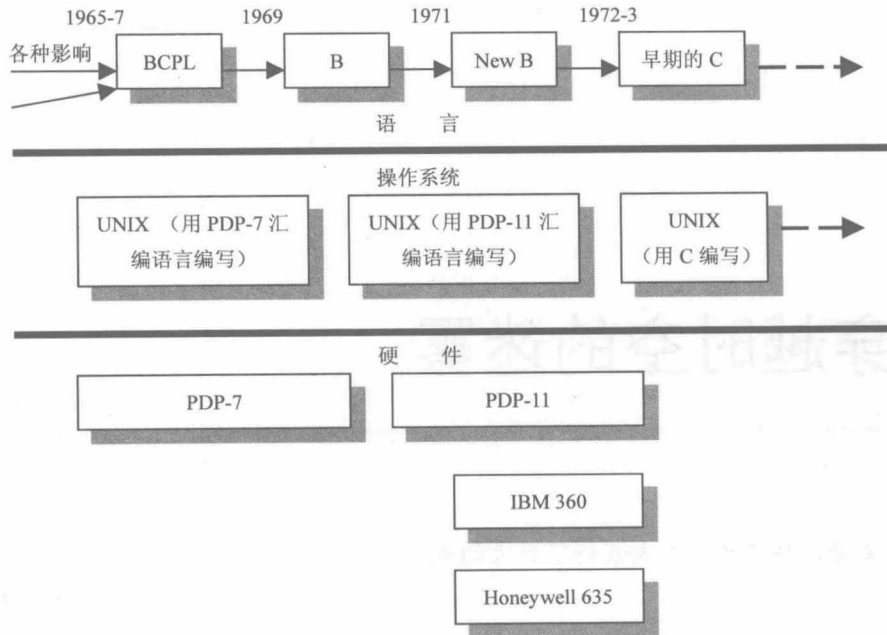 1965-7 1969 1971 1972-3
各种影响 BCPL B New B 早期的 C
语 言
操作系统
UNIX （用 PDP-7 汇
编语言编写）
UNIX（用 PDP-11 汇
编语言编写）
UNIX
（用 C 编写）
硬 件
PDP-7 PDP-11
IBM 360
Honeywell 635